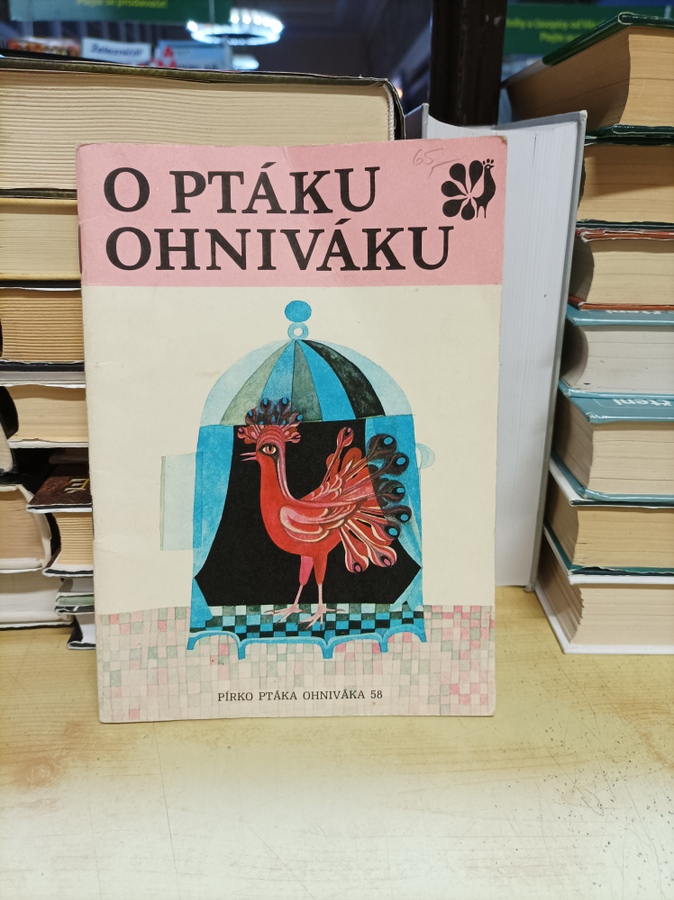 O PTÁKU
OHNIVÁKU
65,-
PÍRKO PTÁKA OHNIVÁKA 58